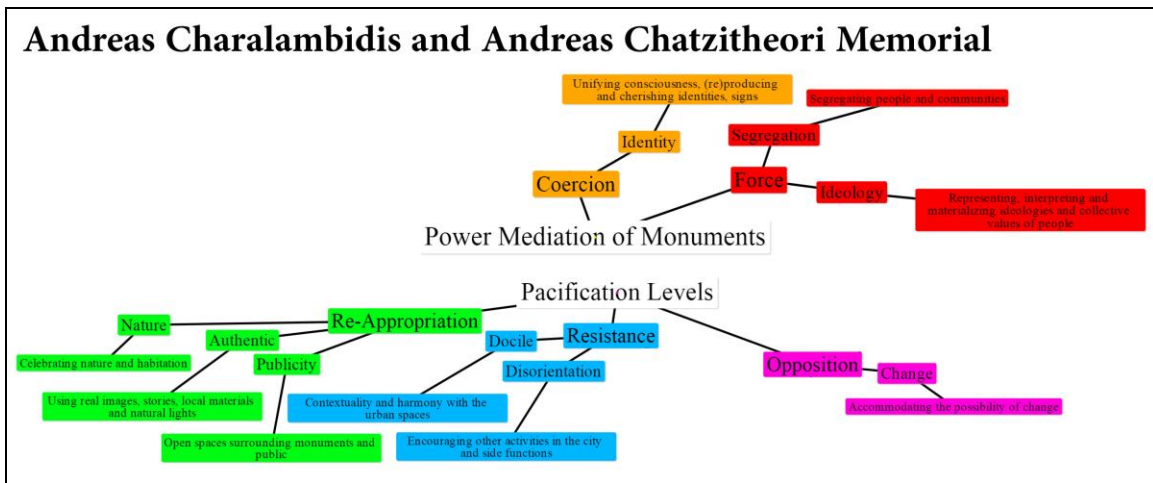 Andreas Charalambidis and Andreas Chatzitheori Memorial
Unifying consciousness, (re)producing
and cherishing identities, signs
Segregating people and communities
Identity
Segregation
Coercion
Force
Ideology
Representing, interpreting and
materializing ideologies and collective
values of people
Power Mediation of Monuments
Pacification Levels
Nature
Re-Appropriation
Authentic
Publicity
Celebrating nature and habitation
Using real images, stories, local materials
and natural lights
Open spaces surrounding monuments and
public
Docile
Resistance
Disorientation
Contextuality and harmony with the
urban spaces
Encouraging other activities in the city
and side functions
Opposition
Change
Accommodating the possibility of change